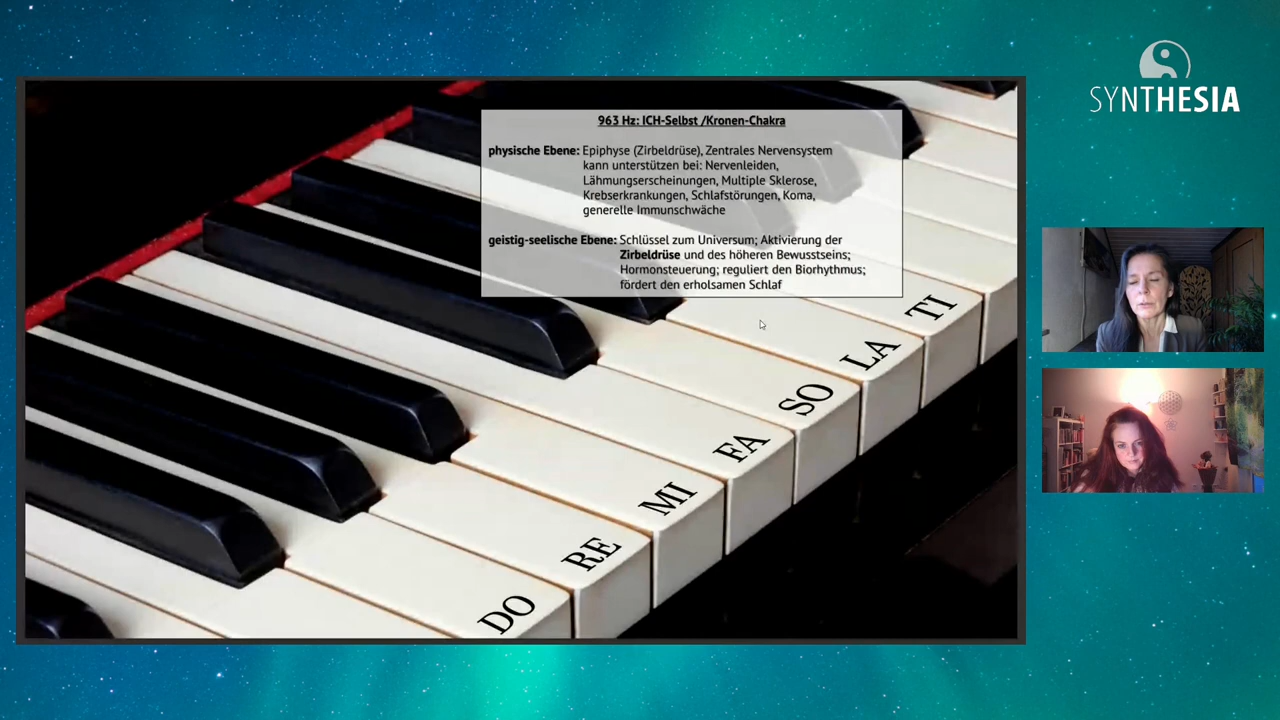 SYNTHESIA
963 Hz: ICH-Selbst /Kronen-Chakra
physische Ebene: Epiphyse (Zirbeldrüse), Zentrales Nervensystem
kann unterstützen bei: Nervenleiden,
Lähmungserscheinungen, Multiple Sklerose,
Krebserkrankungen, Schlafstörungen, Koma,
generelle Immunschwäche
geistig-seelische Ebene: Schlüssel zum Universum; Aktivierung der
Zirbeldrüse und des höheren Bewusstseins;
Hormonsteuerung; reguliert den Biorhythmus;
fördert den erholsamen Schlaf
DO
RE
MI
FA
SO
LA
TI